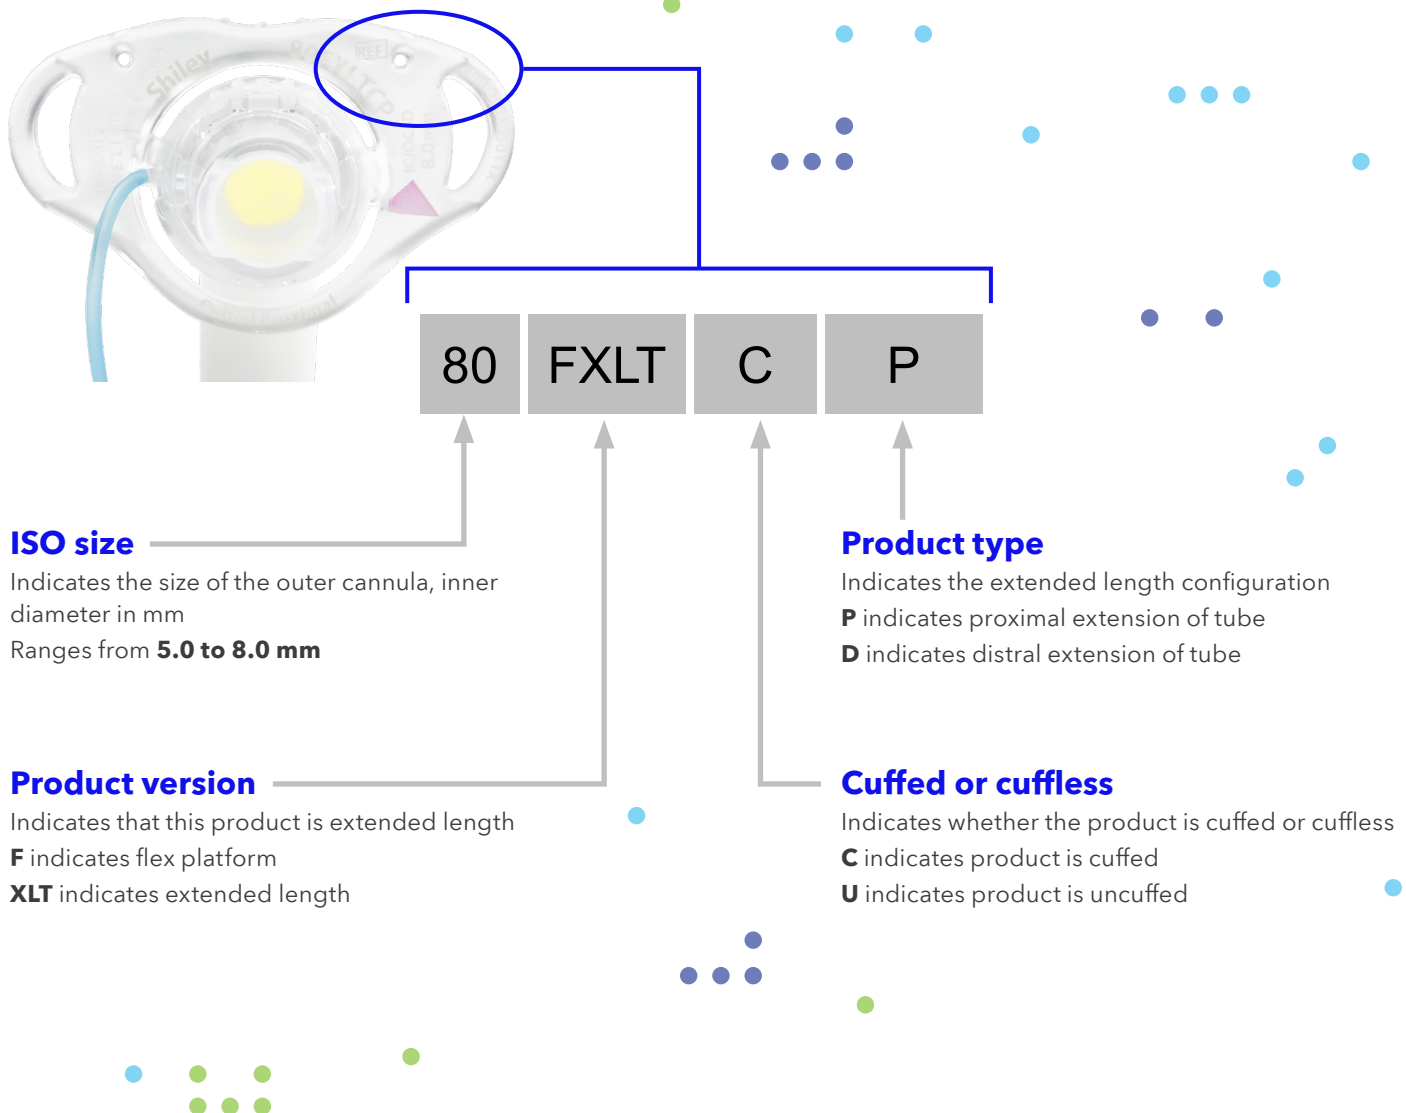 Shiley
REF
80
FXLT
C
P
ISO size
Indicates the size of the outer cannula, inner
diameter in mm
Ranges from 5.0 to 8.0 mm
Product type
Indicates the extended length configuration
P indicates proximal extension of tube
D indicates distral extension of tube
Product version
Indicates that this product is extended length
F indicates flex platform
XLT indicates extended length
Cuffed or cuffless
Indicates whether the product is cuffed or cuffless
C indicates product is cuffed
U indicates product is uncuffed